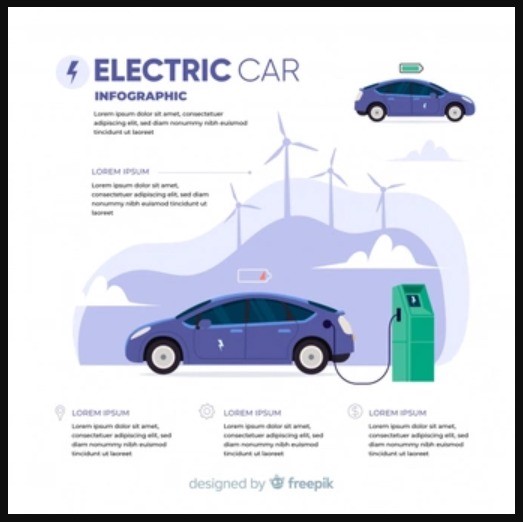 ELECTRIC CAR
INFOGRAPHIC
Lorem ipsum dolor sit amet, consectetuer
adipiscing elit, sed diam nonummy nibh euismod
tincidunt ut laoreet
LOREM IPSUM
Lorem ipsum dolor sit amet,
consectetuer adipiscing elit, sed diam
nonummy nibh euismod tincidunt ut
laoreet
LOREM IPSUM
Lorem ipsum dolor sit amet,
consectetuer adipiscing elit, sed
diam nonummy nibh euismod
tincidunt ut laoreet
LOREM IPSUM
Lorem ipsum dolor sit amet,
consectetuer adipiscing elit, sed
diam nonummy nibh euismod
tincidunt ut laoreet
LOREM IPSUM
Lorem ipsum dolor sit amet,
consectetuer adipiscing elit, sed
diam nonummy nibh euismod
tincidunt ut laoreet
designed by freepik